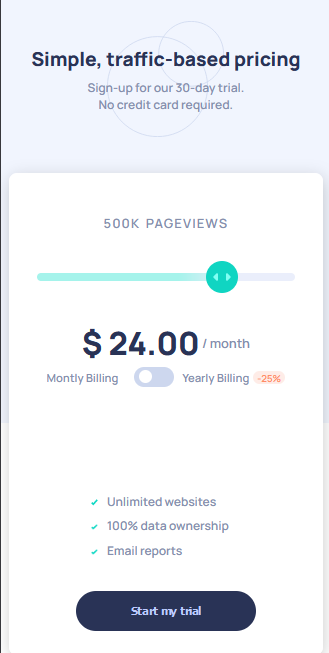 Simple, traffic-based pricing
Sign-up for our 30-day trial.
No credit card required.
500K PAGEVIEWS
$ 24.00 / month
Montly Billing Yearly Billing -25%
Unlimited websites
100% data ownership
Email reports
Start my trial